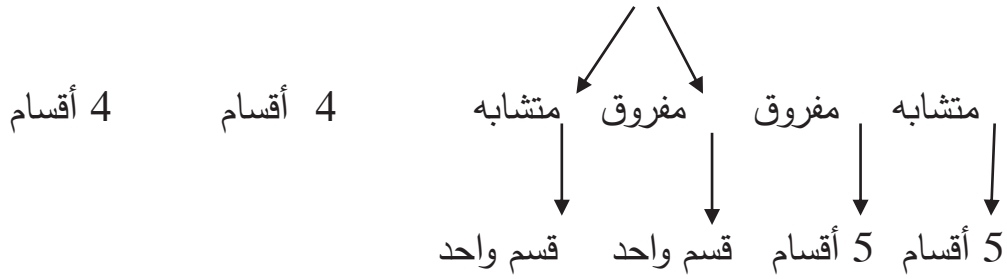 متشابه مفروق مفروق متشابه 4 أقسام 4 أقسام
5 أقسام 5 أقسام قسم واحد قسم واحد